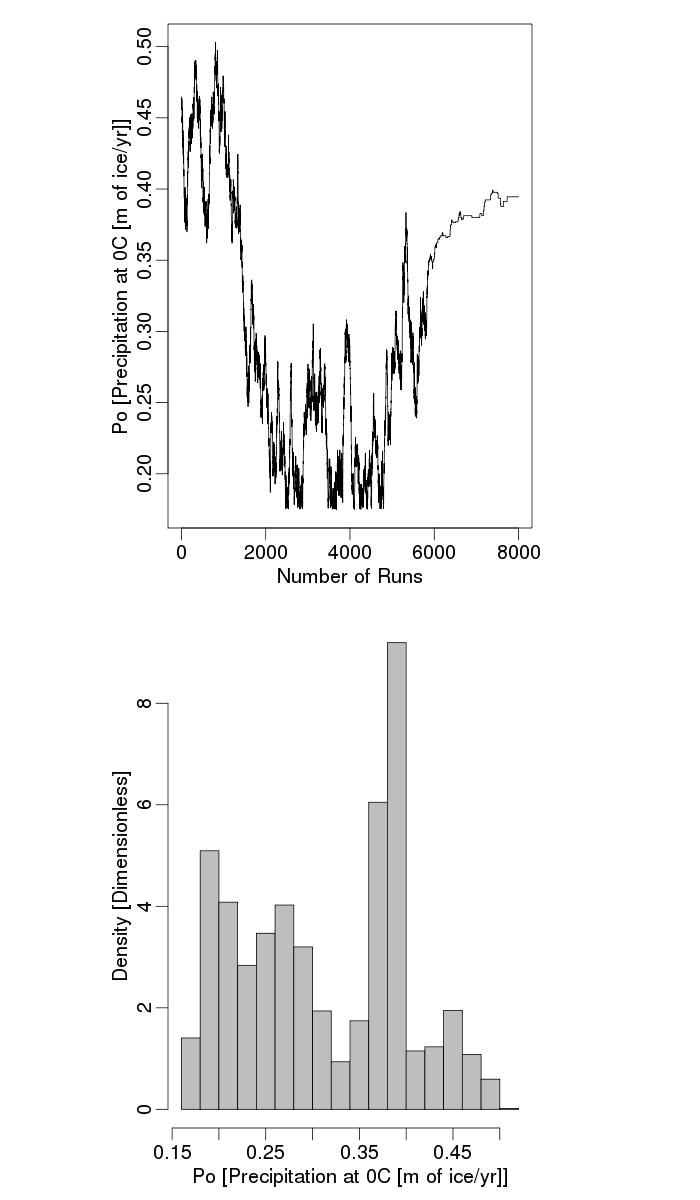 0.50
0.45
0.40
0.35
0.30
0.25
0.20
Po [Precipitation at 0C [m of ice/yr]]
0 2000 4000 6000 8000
Number of Runs
8
6
4
2
0
Density [Dimensionless]
0.15 0.25 0.35 0.45
Po [Precipitation at 0C [m of ice/yr]]